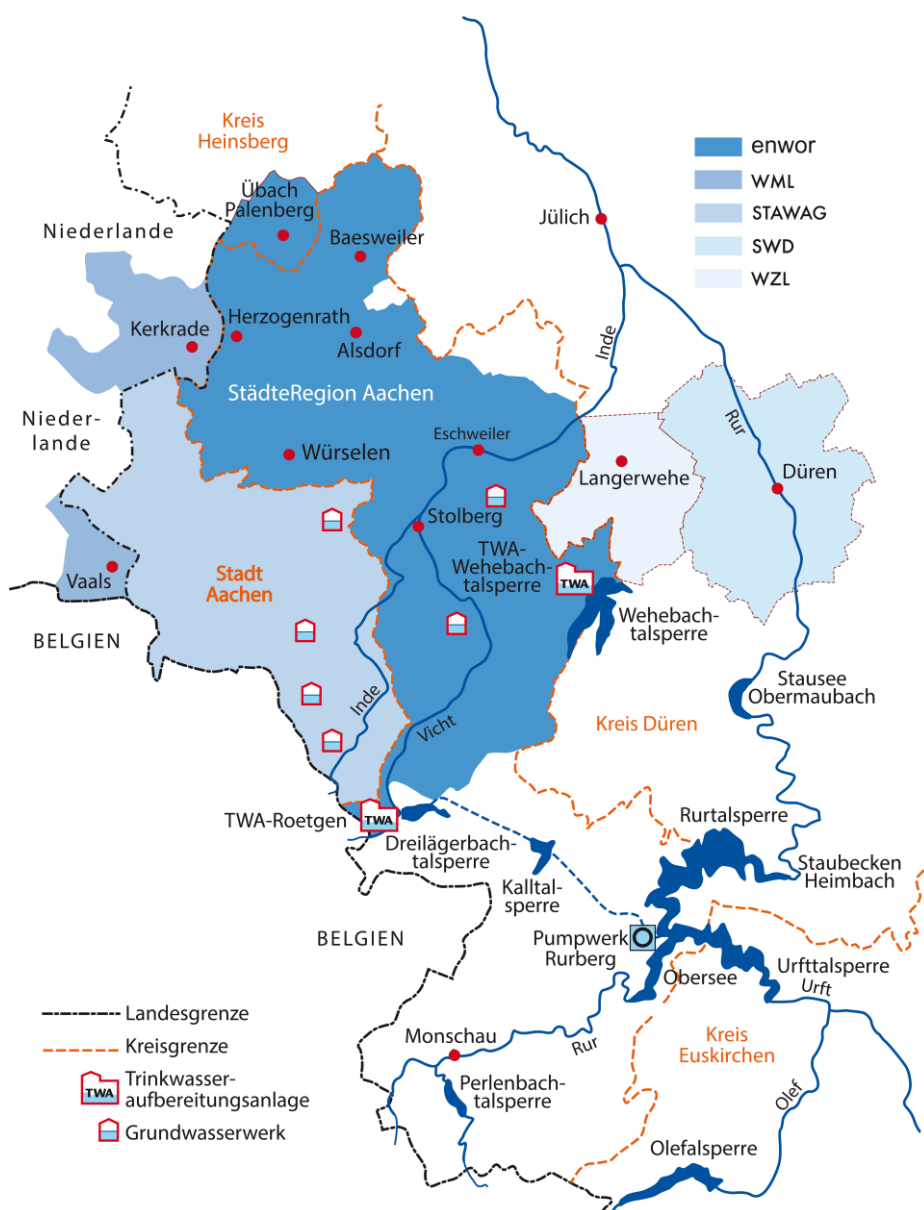 Kreis
Heinsberg
enwor
WML
STAWAG
SWD
WZL
Übach
Palenberg
Jülich
Niederlande
Baesweiler
Kerkrade
Herzogenrath
Alsdorf
Inde
StädteRegion Aachen
Nieder-
lande
Rur
Eschweiler
Würselen
Langerwehe
Düren
Stolberg
TWA-
Wehebach-
talsperre
TWA
Vaals
Stadt
Aachen
Wehebach-
talsperre
BELGIEN
Stausee
Obermaubach
Inde
Vicht
Kreis Düren
TWA-Roetgen
TWA
Dreilägerbach-
talsperre
Rurtalsperre
Staubecken
Heimbach
Kalltal-
sperre
BELGIEN
Pumpwerk
Rurberg
Obersee
Urfttalsperre
Urft
Landesgrenze
Kreisgrenze
Trinkwasser-
aufbereitungsanlage
TWA
Grundwasserwerk
Monschau
Rur
Kreis
Euskirchen
Perlenbach-
talsperre
Olef
Olefalsperre